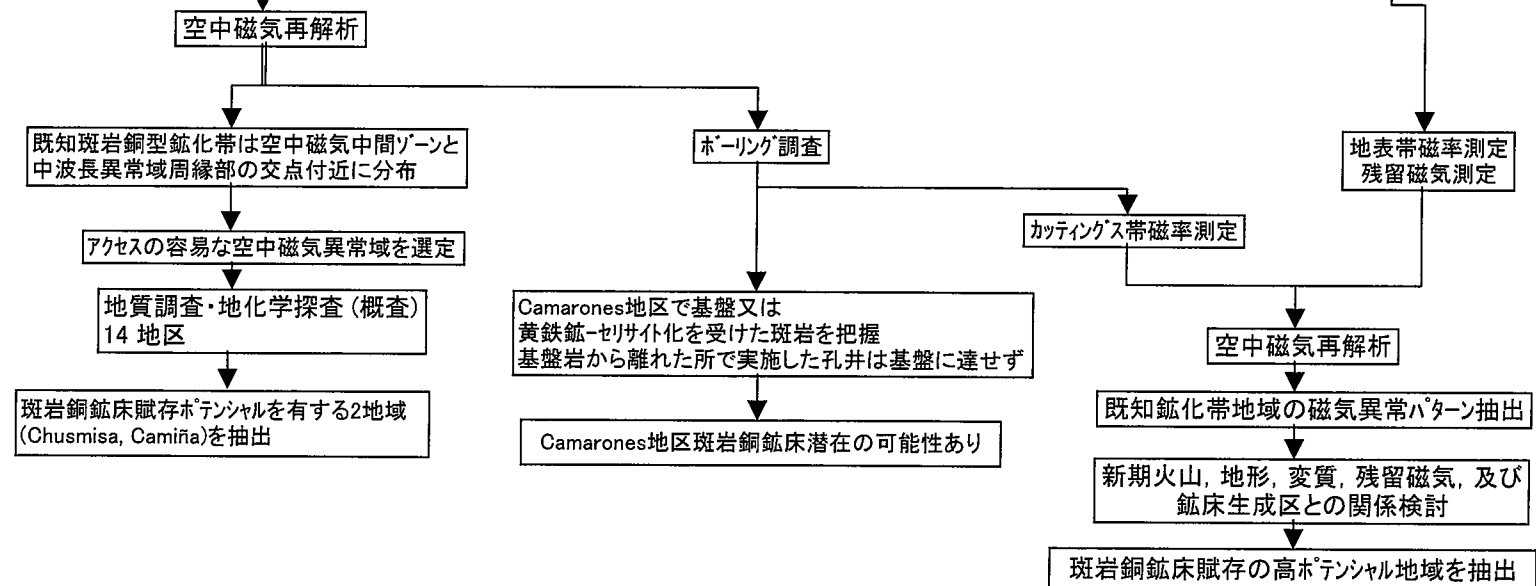 空中磁気再解析
既知斑岩銅型鉱化帯は空中磁気中間ゾーンと
中波長異常域周縁部の交点付近に分布
アクセスの容易な空中磁気異常域を選定
地質調査・地化学探査 (概査)
14 地区
斑岩銅鉱床賦存ポテンシャルを有する2地域
(Chusmisa, Camiña)を抽出
ボーリング調査
Camarones地区で基盤又は
黄鉄鉱ーセリサイト化を受けた斑岩を把握
基盤岩から離れた所で実施した孔井は基盤に達せず
Camarones地区斑岩銅鉱床潜在の可能性あり
カッティングス帯磁率測定
地表帯磁率測定
残留磁気測定
空中磁気再解析
既知鉱化帯地域の磁気異常パターン抽出
新期火山, 地形, 変質, 残留磁気, 及び
鉱床生成区との関係検討
斑岩銅鉱床賦存の高ポテンシャル地域を抽出